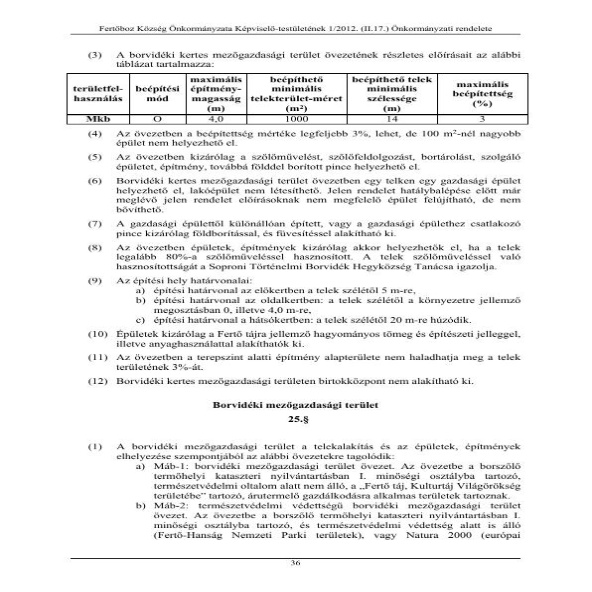 Fertőboz Község Önkormányzata Képviselő-testületének 1/2012. (II.17.) Önkormányzati rendelete
(3) A borvidéki kertes mezőgazdasági terület övezetének részletes előírásait az alábbi
táblázat tartalmazza:
területfel-használás beépítési mód maximális építmény-magasság (m) beépíthető minimális telekterület-méret (m²) beépíthető telek minimális szélessége (m) maximális beépítettség (%)
Mkb O 4,0 1000 14 3
(4) Az övezetben a beépítettség mértéke legfeljebb 3%, lehet, de 100 m²-nél nagyobb
épület nem helyezhető el.
(5) Az övezetben kizárólag a szőlőművelést, szőlőfeldolgozást, bortárolást, szolgáló
épületet, építmény, továbbá földdel borított pince helyezhető el.
(6) Borvidéki kertes mezőgazdasági terület övezetben egy telken egy gazdasági épület
helyezhető el, lakóépület nem létesíthető. Jelen rendelet hatálybalépése előtt már
meglévő jelen rendelet előírásoknak nem megfelelő épület felújítható, de nem
bővíthető.
(7) A gazdasági épülettől különállóan épített, vagy a gazdasági épülethez csatlakozó
pince kizárólag földborítással, és füvesítéssel alakítható ki.
(8) Az övezetben épületek, építmények kizárólag akkor helyezhetők el, ha a telek
legalább 80%-a szőlőműveléssel hasznosított. A telek szőlőműveléssel való
hasznosítottságát a Soproni Történelmi Borvidék Hegyközség Tanácsa igazolja.
(9) Az építési hely határvonalai:
a) építési határvonal az előkertben a telek szélétől 5 m-re,
b) építési határvonal az oldalkertben: a telek szélétől a környezetre jellemző
megosztásban 0, illetve 4,0 m-re,
c) építési határvonal a hátsókertben: a telek szélétől 20 m-re húzódik.
(10) Épületek kizárólag a Fertő tájra jellemző hagyományos tömeg és építészeti jelleggel,
illetve anyaghasználattal alakíthatók ki.
(11) Az övezetben a terepszint alatti építmény alapterülete nem haladhatja meg a telek
területének 3%-át.
(12) Borvidéki kertes mezőgazdasági területen birtokközpont nem alakítható ki.
Borvidéki mezőgazdasági terület
25.§
(1) A borvidéki mezőgazdasági terület a telekalakítás és az épületek, építmények
elhelyezése szempontjából az alábbi övezetekre tagolódik:
a) Máb-1: borvidéki mezőgazdasági terület övezet. Az övezetbe a borszőlő
termőhelyi kataszteri nyilvántartásban I. minőségi osztályba tartozó,
természetvédelmi oltalom alatt nem álló, a „Fertő táj, Kultúrtáj Világörökség
területébe” tartozó, árutermelő gazdálkodásra alkalmas területek tartoznak.
b) Máb-2: természetvédelmi védettségű borvidéki mezőgazdasági terület
övezet. Az övezetbe a borszőlő termőhelyi kataszteri nyilvántartásban I.
minőségi osztályba tartozó, és természetvédelmi védettség alatt is álló
(Fertő-Hanság Nemzeti Parki területek), vagy Natura 2000 (európai
36